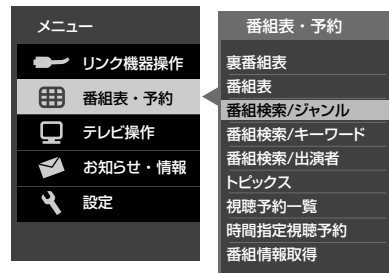 メニュー
リンク機器操作
番組表・予約
テレビ操作
お知らせ・情報
設定
番組表・予約
裏番組表
番組表
番組検索/ジャンル
番組検索/キーワード
番組検索/出演者
トピックス
視聴予約一覧
時間指定視聴予約
番組情報取得